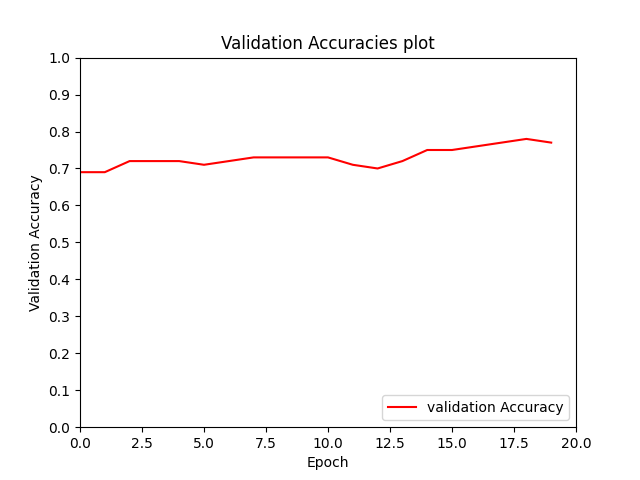 Validation Accuracies plot
1.0
0.9
0.8
0.7
0.6
0.5
0.4
0.3
0.2
0.1
0.0
Validation Accuracy
validation Accuracy
0.0 2.5 5.0 7.5 10.0 12.5 15.0 17.5 20.0
Epoch